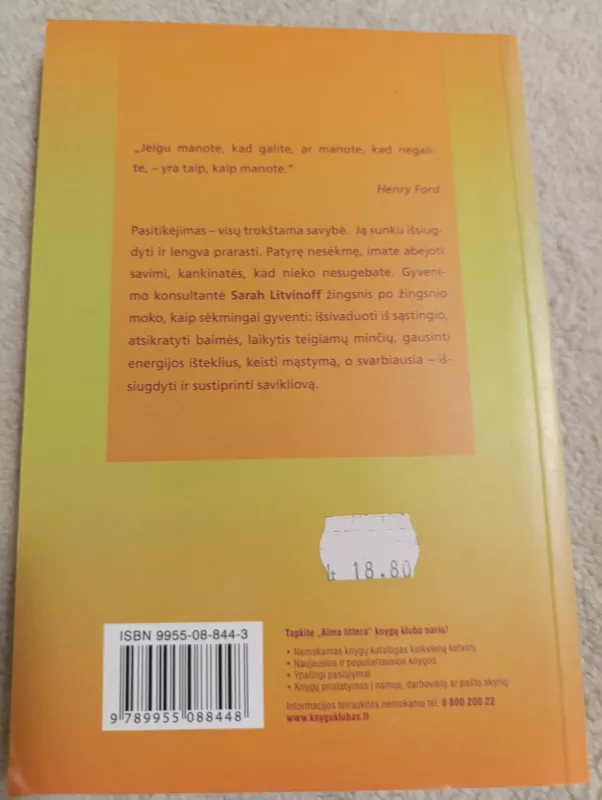 „Jeigu manote, kad galite, ar manote, kad negali-
te, – yra taip, kaip manote.“
Henry Ford
Pasitikėjimas – visų trokštama savybė. Ją sunku išsiug-
dyti ir lengva prarasti. Patyrę nesėkmę, imate abejoti
savimi, kankinatės, kad nieko nesugebate. Gyveni-
mo konsultantė Sarah Litvinoff žingsnis po žingsnio
moko, kaip sėkmingai gyventi: išsivaduoti iš sąstingio,
atsikratyti baimės, laikytis teigiamų minčių, gausinti
energijos išteklius, keisti mąstymą, o svarbiausia – iš-
siugdyti ir sustiprinti savikliovą.
Lt 18.80
ISBN 9955-08-844-3
9 789955 088448
Tapkite „Alma littera“ knygų klubo nariu!
• Nemokamas knygų katalogas kiekvieną ketvirtį
• Naujausios ir populiariausios knygos
• Ypatingi pasiūlymai
• Knygų pristatymas į namus, darbovietę ar pašto skyrių
Informacijos teiraukitės nemokamu tel. 8 800 200 22
www.knyguklubas.lt